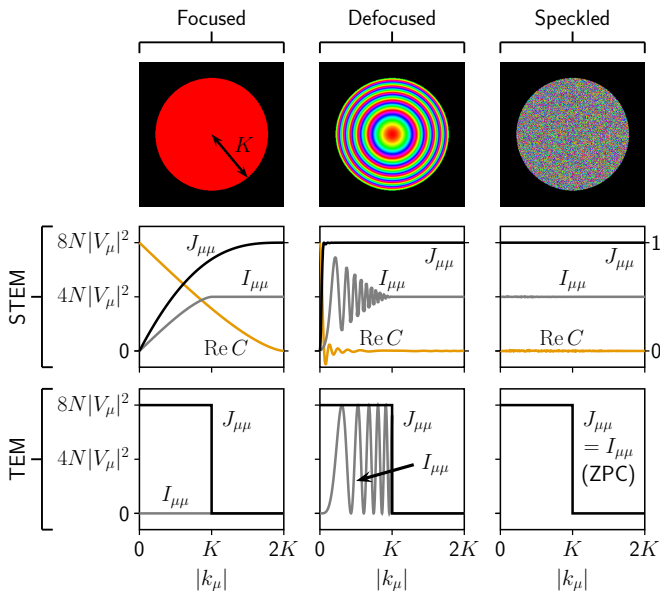 Focused
Defocused
Speckled
K
STEM
8N|V_μ|²
4N|V_μ|²
0
J_μμ
I_μμ
Re C
J_μμ
I_μμ
Re C
J_μμ
I_μμ
Re C
1
0
TEM
8N|V_μ|²
4N|V_μ|²
0
J_μμ
I_μμ
J_μμ
I_μμ
J_μμ
= I_μμ
(ZPC)
0 K 2K
0 K 2K
0 K 2K
|k_μ|
|k_μ|
|k_μ|